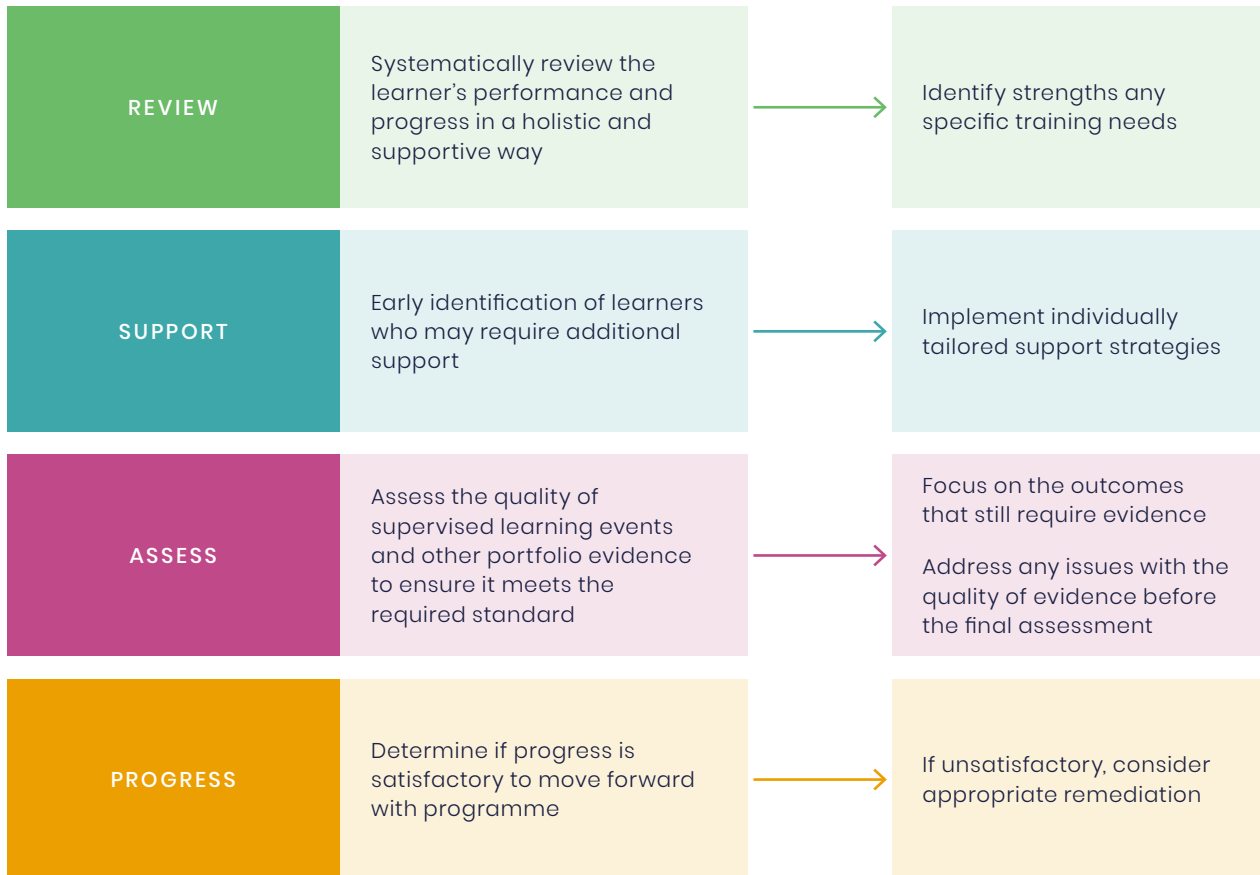 REVIEW
Systematically review the
learner’s performance and
progress in a holistic and
supportive way
Identify strengths any
specific training needs
SUPPORT
Early identification of learners
who may require additional
support
Implement individually
tailored support strategies
ASSESS
Assess the quality of
supervised learning events
and other portfolio evidence
to ensure it meets the
required standard
Focus on the outcomes
that still require evidence
Address any issues with the
quality of evidence before
the final assessment
PROGRESS
Determine if progress is
satisfactory to move forward
with programme
If unsatisfactory, consider
appropriate remediation